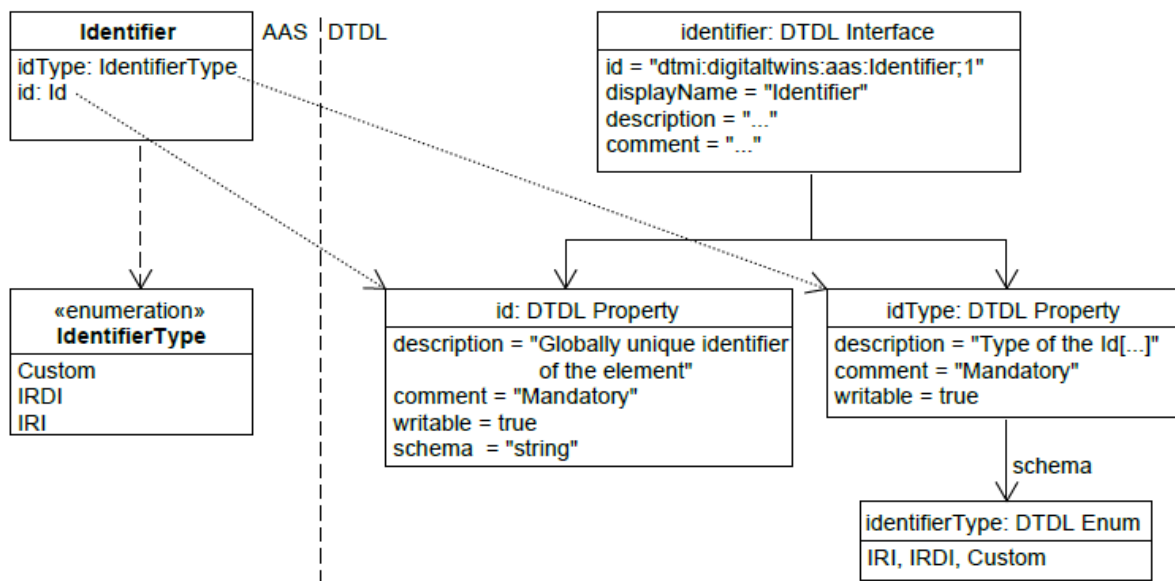 Identifier
idType: IdentifierType
id: Id
AAS
DTDL
identifier: DTDL Interface
id = "dtmi:digitaltwins:aas:Identifier;1"
displayName = "Identifier"
description = "..."
comment = "..."
«enumeration»
IdentifierType
Custom
IRDI
IRI
id: DTDL Property
description = "Globally unique identifier
of the element"
comment = "Mandatory"
writable = true
schema = "string"
idType: DTDL Property
description = "Type of the Id[...]"
comment = "Mandatory"
writable = true
schema
identifierType: DTDL Enum
IRI, IRDI, Custom